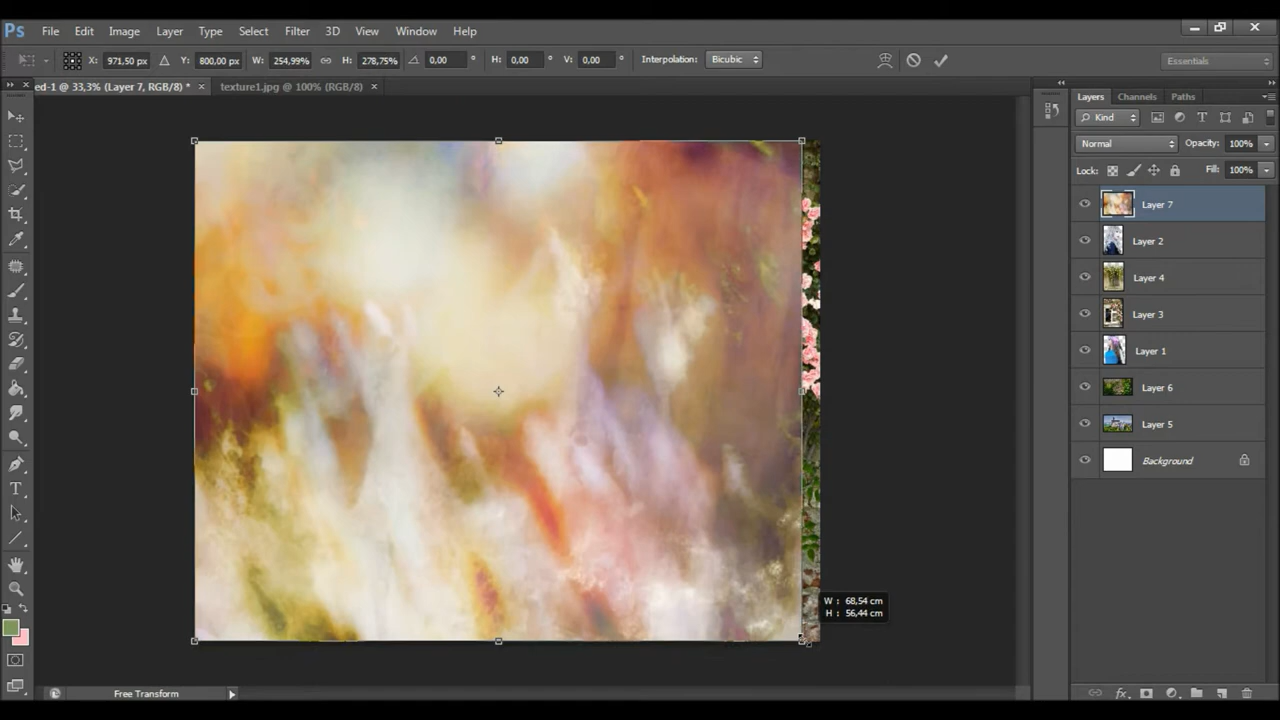 Ps File Edit Image Layer Type Select Filter 3D View Window Help
X: 971,50 px Y: 800,00 px W: 254,99% H: 278,75% 0,00 ° H: 0,00 ° V: 0,00 ° Interpolation: Bicubic Essentials
ed-1 @ 33,3% (Layer 7, RGB/8) * × texture1.jpg @ 100% (RGB/8) ×
Layers Channels Paths
Kind
Normal Opacity: 100%
Lock: Fill: 100%
Layer 7
Layer 2
Layer 4
Layer 3
Layer 1
Layer 6
Layer 5
Background
W : 68,54 cm
H : 56,44 cm
Free Transform